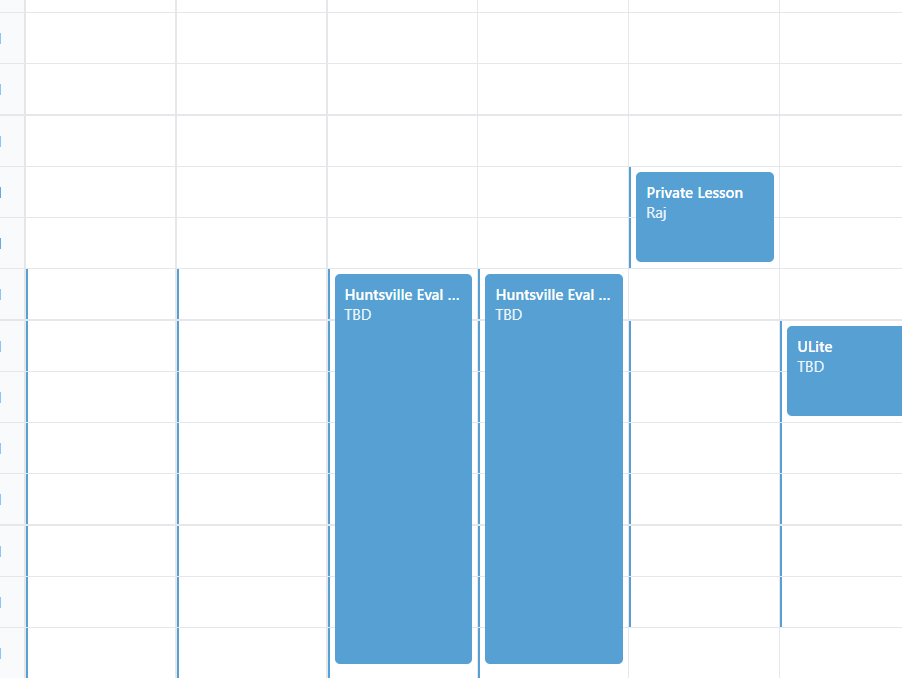 Private Lesson
Raj
Huntsville Eval ...
TBD
Huntsville Eval ...
TBD
ULite
TBD